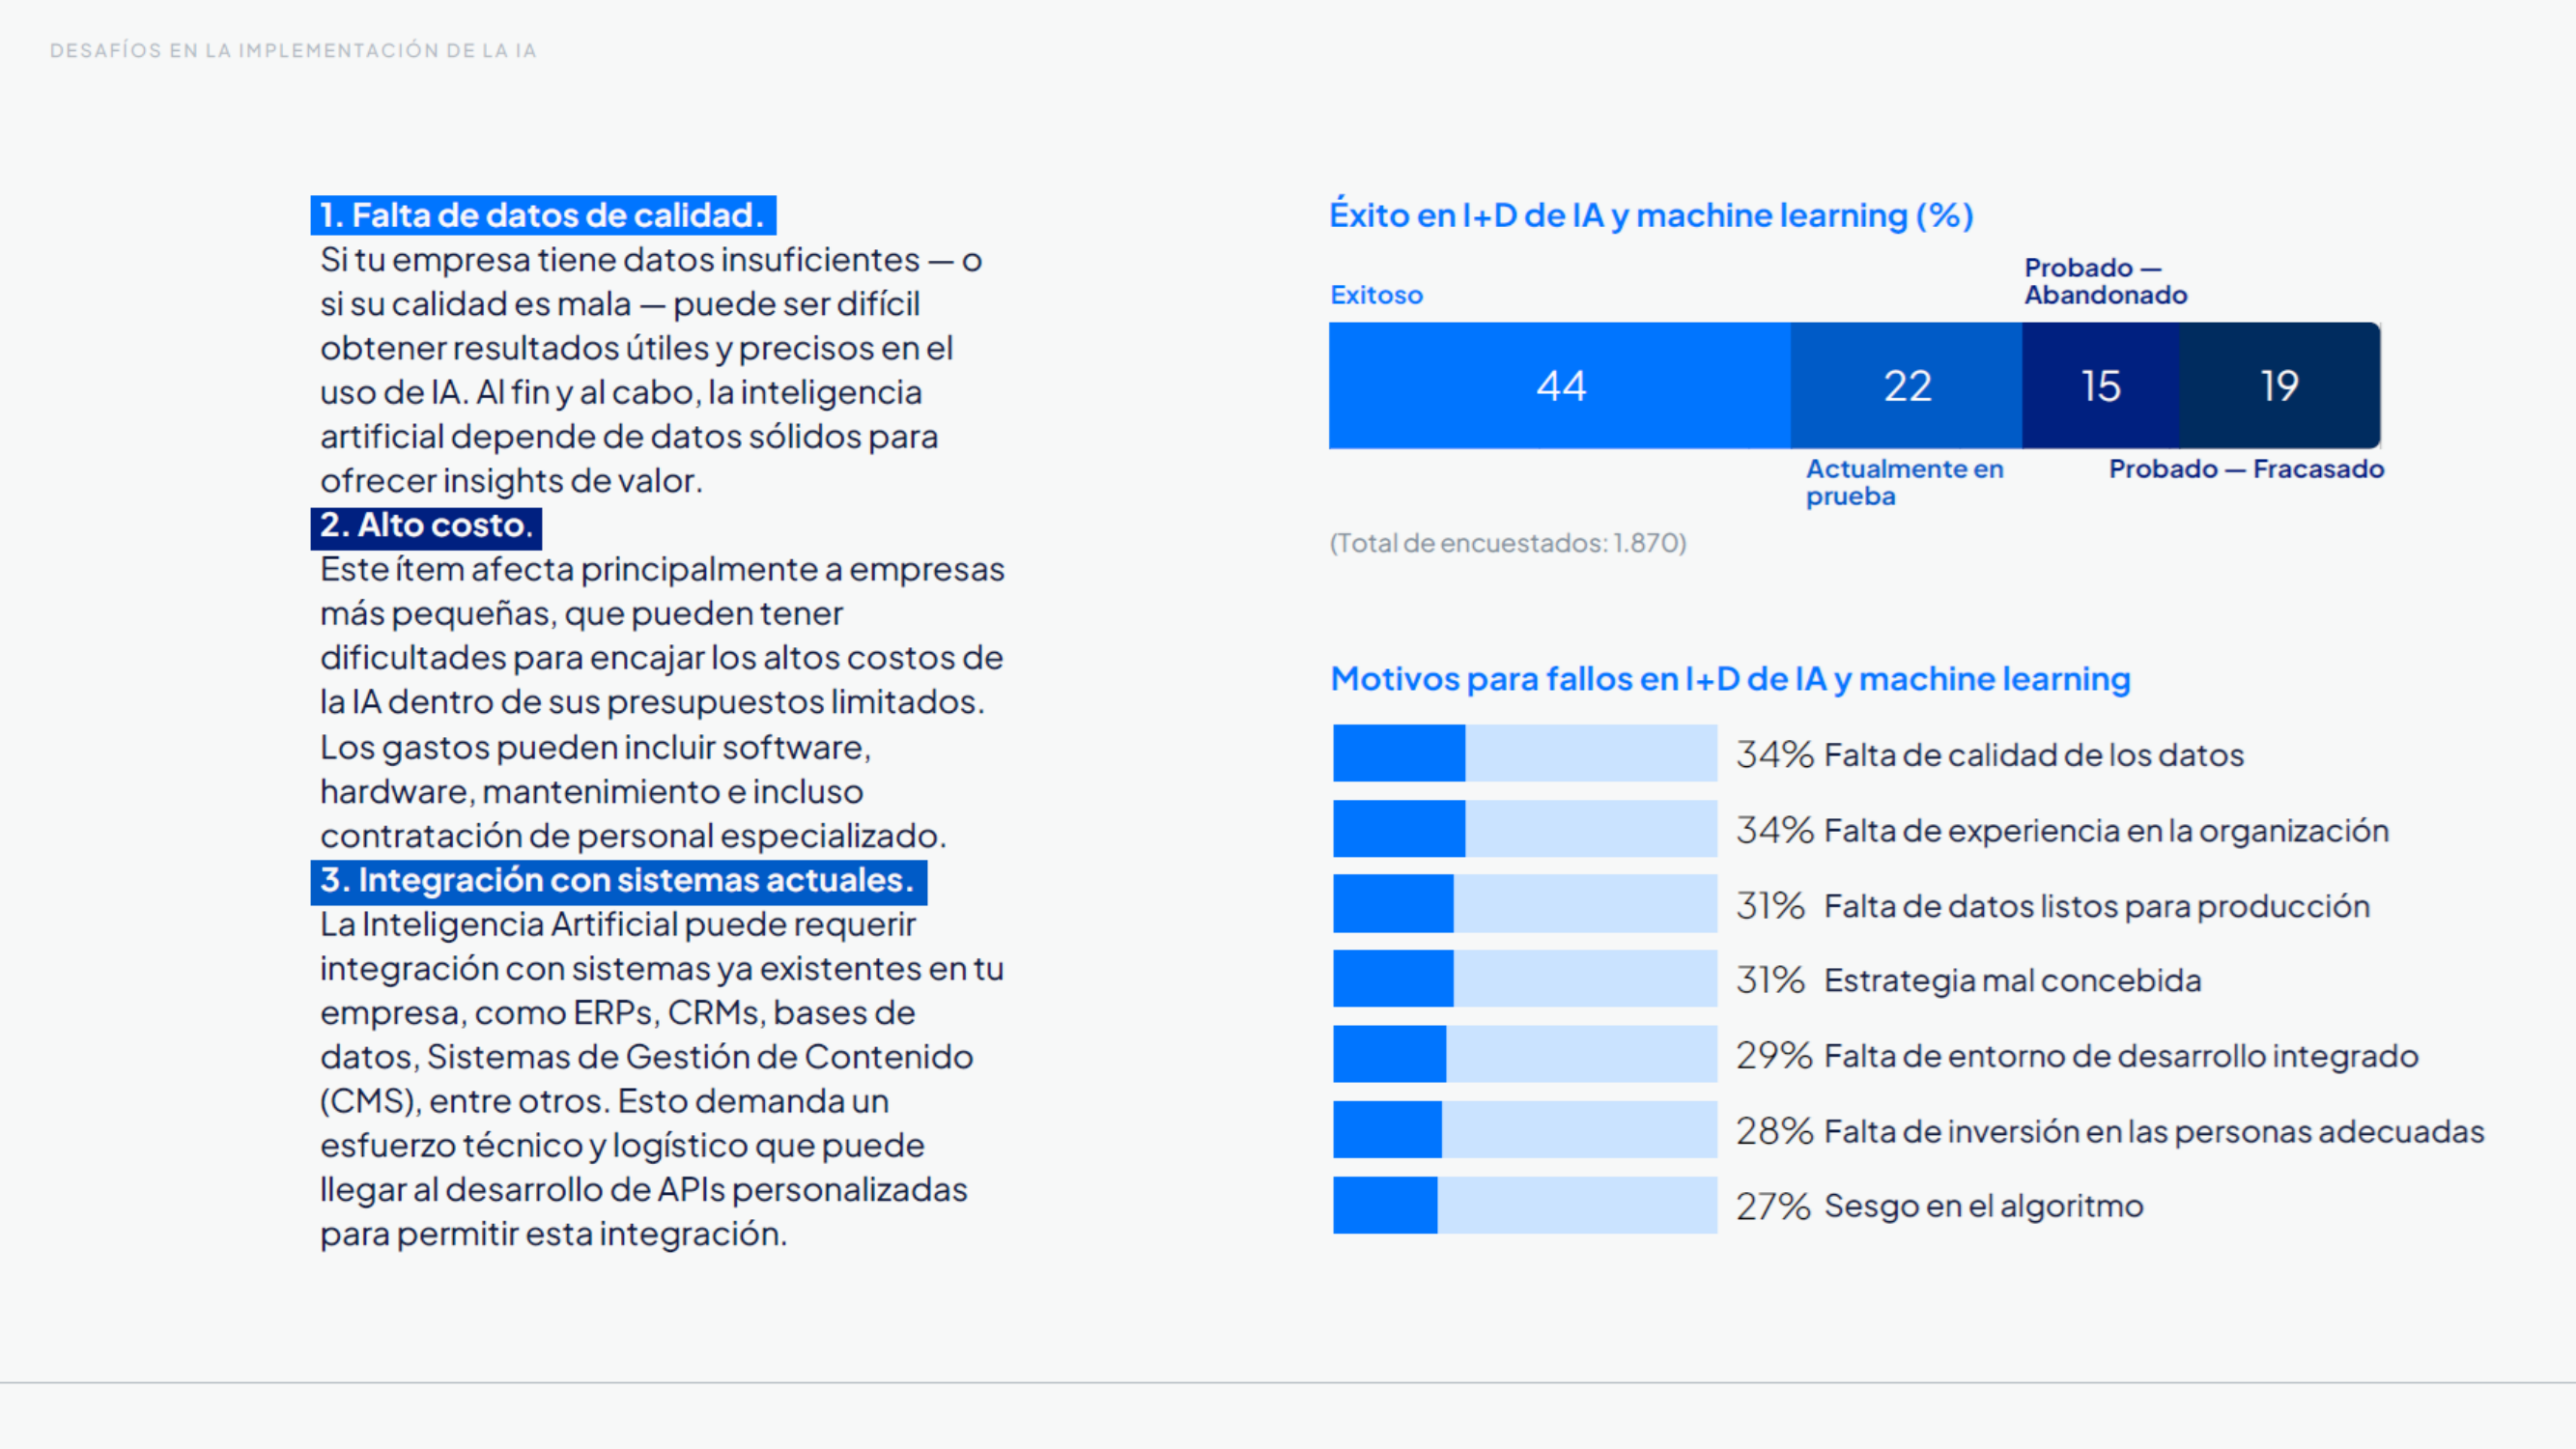 DESAFÍOS EN LA IMPLEMENTACIÓN DE LA IA
1. Falta de datos de calidad.
Si tu empresa tiene datos insuficientes — o
si su calidad es mala — puede ser difícil
obtener resultados útiles y precisos en el
uso de IA. Al fin y al cabo, la inteligencia
artificial depende de datos sólidos para
ofrecer insights de valor.
2. Alto costo.
Este ítem afecta principalmente a empresas
más pequeñas, que pueden tener
dificultades para encajar los altos costos de
la IA dentro de sus presupuestos limitados.
Los gastos pueden incluir software,
hardware, mantenimiento e incluso
contratación de personal especializado.
3. Integración con sistemas actuales.
La Inteligencia Artificial puede requerir
integración con sistemas ya existentes en tu
empresa, como ERPs, CRMs, bases de
datos, Sistemas de Gestión de Contenido
(CMS), entre otros. Esto demanda un
esfuerzo técnico y logístico que puede
llegar al desarrollo de APIs personalizadas
para permitir esta integración.
Éxito en I+D de IA y machine learning (%)
Exitoso
Probado —
Abandonado
44 22 15 19
Actualmente en
prueba
Probado — Fracasado
(Total de encuestados: 1.870)
Motivos para fallos en I+D de IA y machine learning
34% Falta de calidad de los datos
34% Falta de experiencia en la organización
31% Falta de datos listos para producción
31% Estrategia mal concebida
29% Falta de entorno de desarrollo integrado
28% Falta de inversión en las personas adecuadas
27% Sesgo en el algoritmo